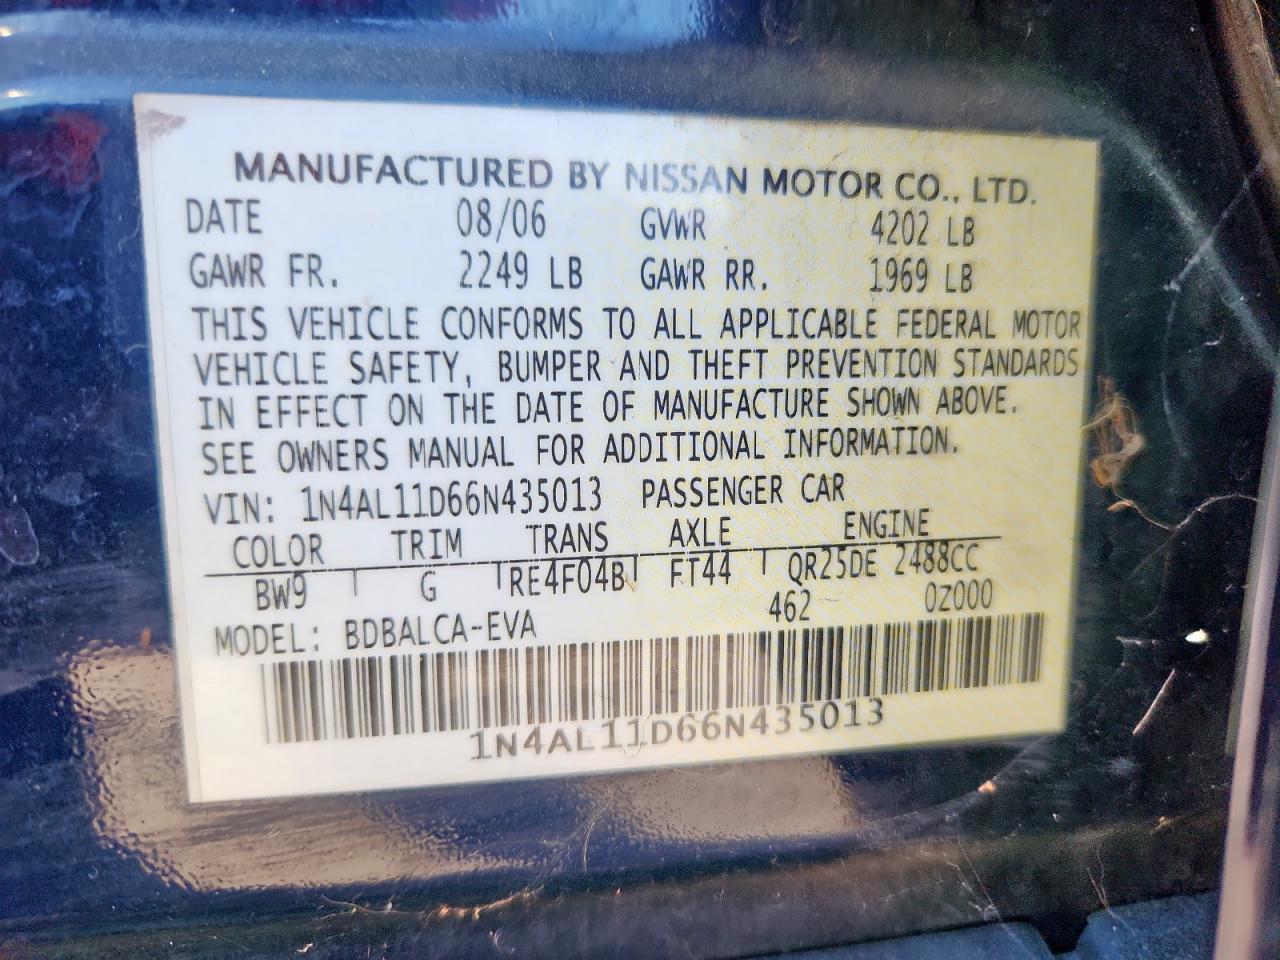 MANUFACTURED BY NISSAN MOTOR CO., LTD.
DATE 08/06 GVWR 4202 LB
GAWR FR. 2249 LB GAWR RR. 1969 LB
THIS VEHICLE CONFORMS TO ALL APPLICABLE FEDERAL MOTOR
VEHICLE SAFETY, BUMPER AND THEFT PREVENTION STANDARDS
IN EFFECT ON THE DATE OF MANUFACTURE SHOWN ABOVE.
SEE OWNERS MANUAL FOR ADDITIONAL INFORMATION.
VIN: 1N4AL11D66N435013 PASSENGER CAR
COLOR TRIM TRANS AXLE ENGINE
BW9 G RE4F04B FT44 QR25DE 2488CC
462 0Z000
MODEL: BDBALCA-EVA
1N4AL11D66N435013